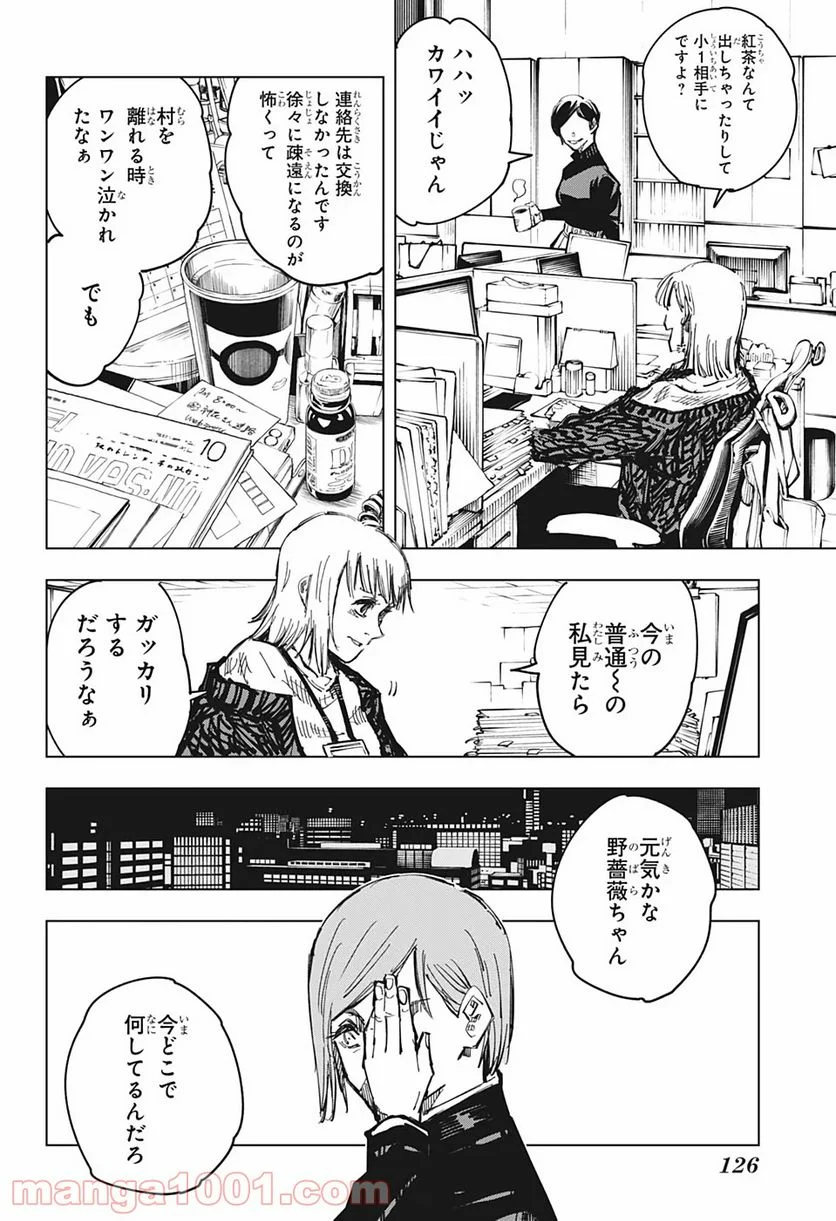 紅茶なんて
出しちゃったりして
小1相手に
ですよ?
ハハッ
カワイイじゃん
連絡先は交換
しなかったんです
徐々に疎遠になるのが
怖くって
村を
離れる時
ワンワン泣かれ
たなぁ
でも
10
8
今の
普通〜の
私見たら
ガッカリ
する
だろうなぁ
元気かな
野薔薇ちゃん
今どこで
何してるんだろ
126
manga1001.com